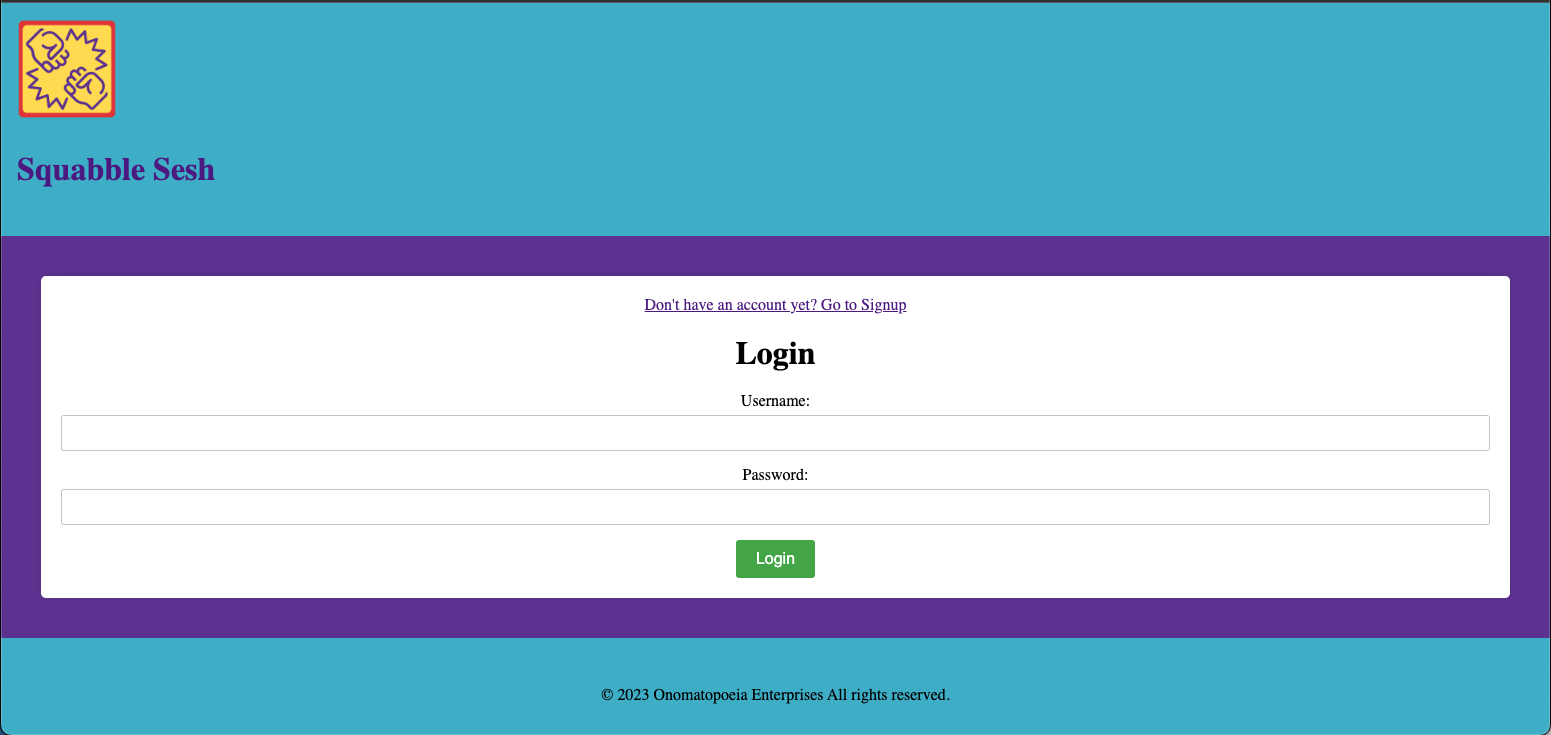 Squabble Sesh
Don't have an account yet? Go to Signup
Login
Username:
Password:
Login
© 2023 Onomatopoeia Enterprises All rights reserved.